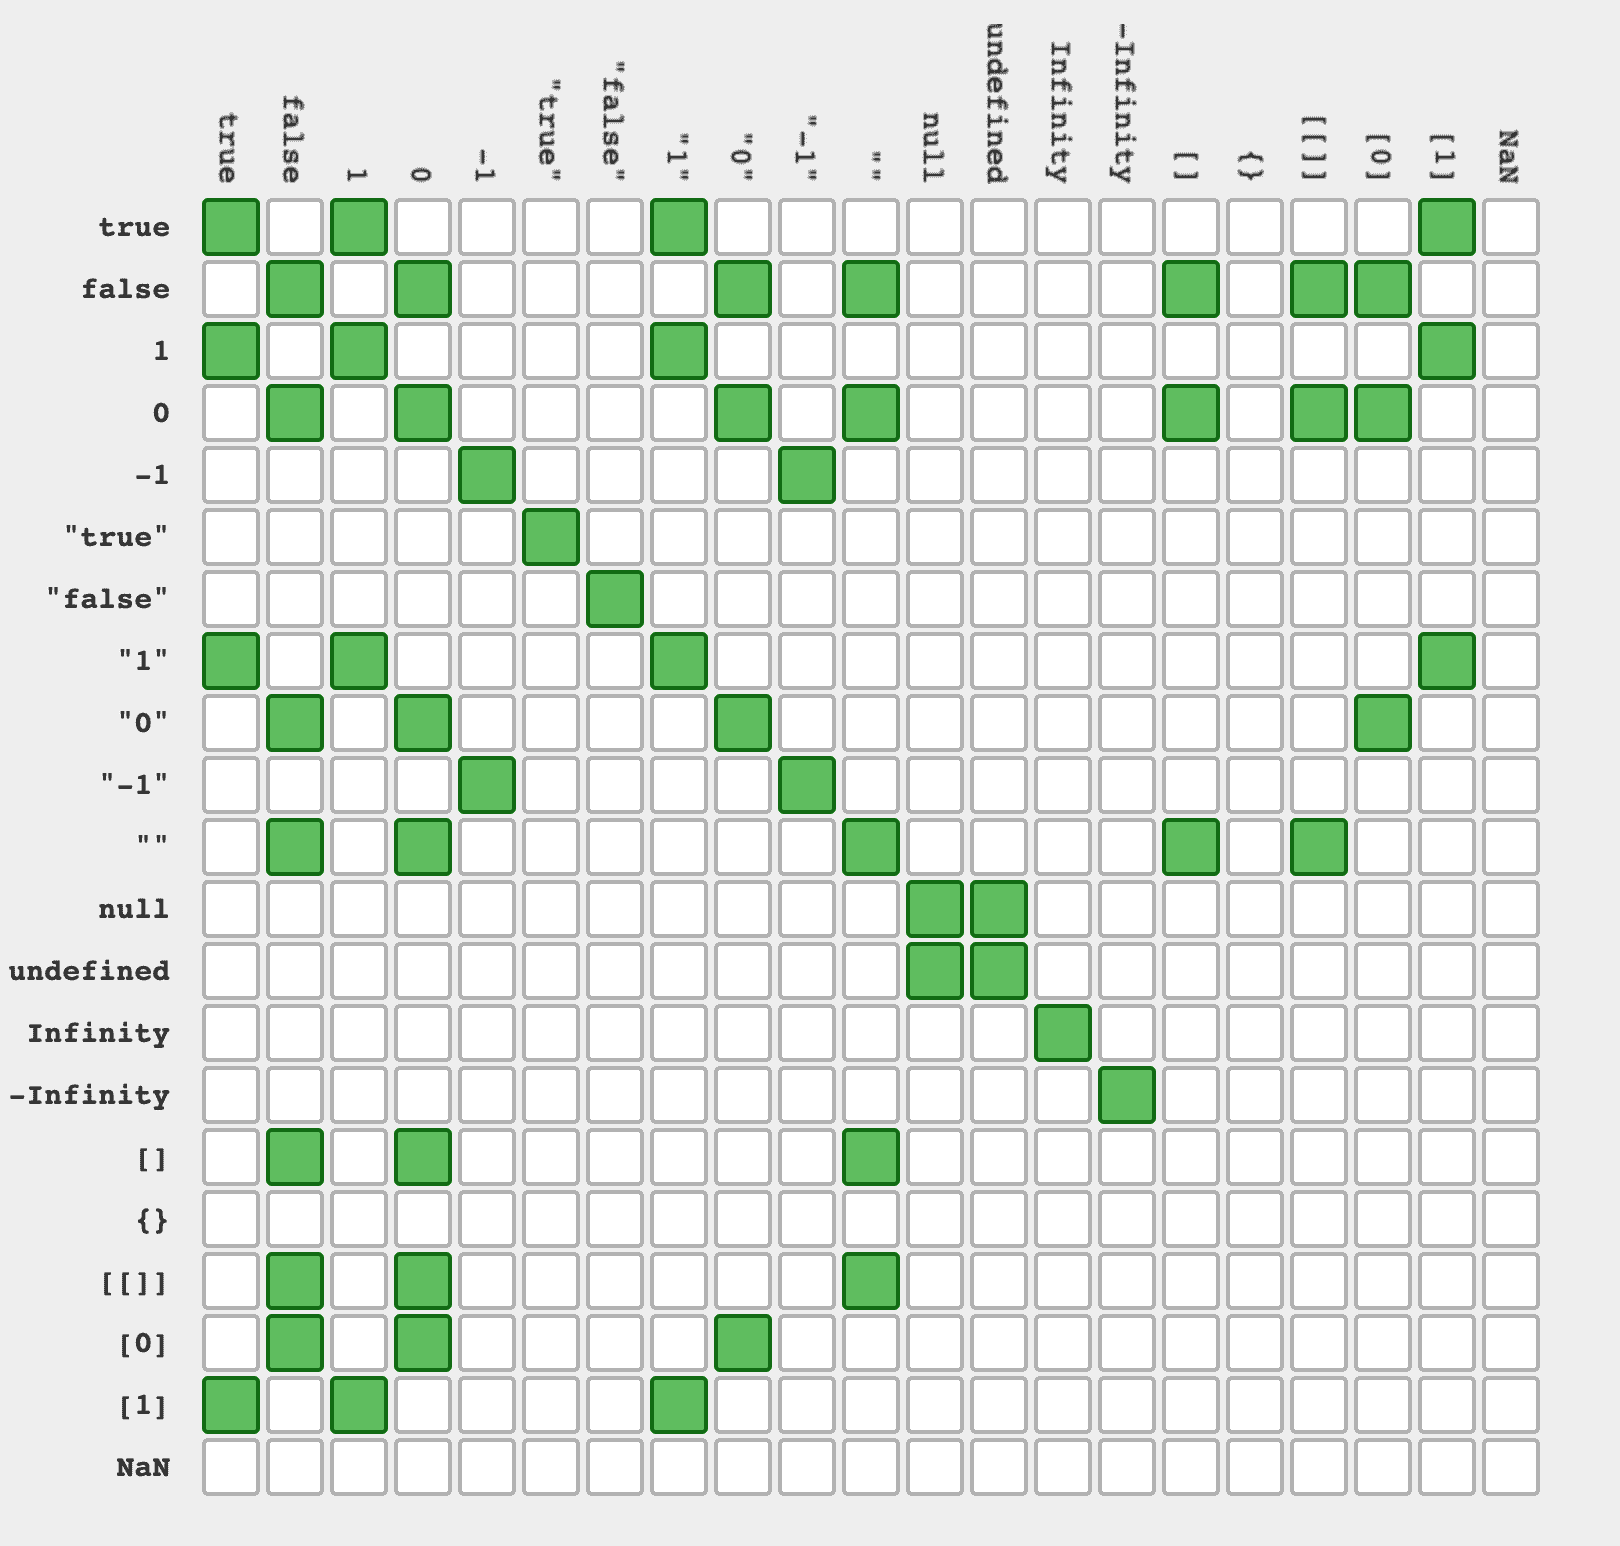 true
false
1
0
-1
"true"
"false"
"1"
"0"
"-1"
""
null
undefined
Infinity
-Infinity
[]
{}
[[]]
[0]
[1]
NaN
true
false
1
0
-1
"true"
"false"
"1"
"0"
"-1"
""
null
undefined
Infinity
-Infinity
[]
{}
[[]]
[0]
[1]
NaN